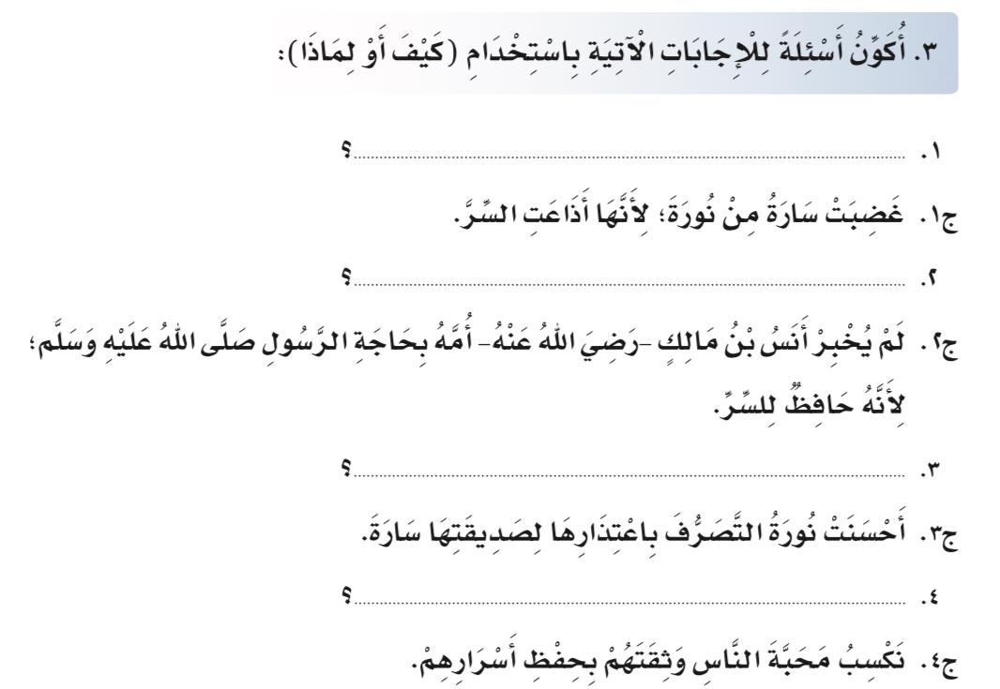 ٣. أُكَوِّنُ أَسْئِلَةً لِلْإِجَابَاتِ الْآتِيَةِ بِاسْتِخْدَامِ (كَيْفَ أَوْ لِمَاذَا):
١. ........................................؟
ج١. غَضِبَتْ سَارَةُ مِنْ نُورَةَ؛ لِأَنَّهَا أَذَاعَتِ السِّرَّ.
٢. ........................................؟
ج٢. لَمْ يُخْبِرْ أَنَسُ بْنُ مَالِكٍ -رَضِيَ اللهُ عَنْهُ- أُمَّهُ بِحَاجَةِ الرَّسُولِ صَلَّى اللهُ عَلَيْهِ وَسَلَّم؛
لِأَنَّهُ حَافِظٌ لِلسِّرِّ.
٣. ........................................؟
ج٣. أَحْسَنَتْ نُورَةُ التَّصَرُّفَ بِاعْتِذَارِهَا لِصَدِيقَتِهَا سَارَةَ.
٤. ........................................؟
ج٤. نَكْسِبُ مَحَبَّةَ النَّاسِ وَثِقَتَهُمْ بِحِفْظِ أَسْرَارِهِمْ.